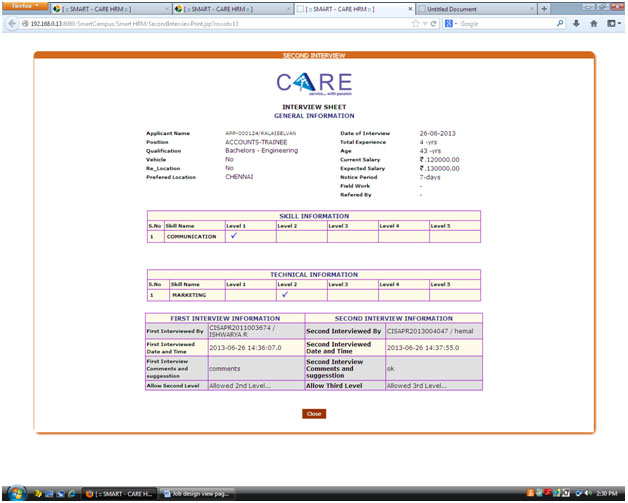 firefox
[ :: SMART - CARE HRM :: ]
[ :: SMART - CARE HRM :: ]
[ :: SMART - CARE HRM :: ]
Untitled Document
192.168.0.13:8080/SmartCampus/Smart HRM/SecondInterviewPrint.jsp?rowid=13
Google
SECOND INTERVIEW
CARE
service... with passion
INTERVIEW SHEET
GENERAL INFORMATION
Applicant Name APP-000124/KALAISELVAN Date of Interview 26-06-2013
Position ACCOUNTS-TRAINEE Total Experience 4 -yrs
Qualification Bachelors - Engineering Age 43 -yrs
Vehicle No Current Salary ₹.120000.00
Re_Location No Expected Salary ₹.130000.00
Prefered Location CHENNAI Notice Period 7-days
Field Work -
Refered By -
SKILL INFORMATION
S.No Skill Name Level 1 Level 2 Level 3 Level 4 Level 5
1 COMMUNICATION ✓
TECHNICAL INFORMATION
S.No Skill Name Level 1 Level 2 Level 3 Level 4 Level 5
1 MARKETING ✓
FIRST INTERVIEW INFORMATION SECOND INTERVIEW INFORMATION
First Interviewed By CISAPR2011003674 / ISHWARYA R Second Interviewed By CISAPR2013004047 / hemal
First Interviewed Date and Time 2013-06-26 14:36:07.0 Second Interviewed Date and Time 2013-06-26 14:37:55.0
First Interview Comments and suggesstion comments Second Interview Comments and suggesstion ok
Allow Second Level Allowed 2nd Level... Allow Third Level Allowed 3rd Level...
Close
[ :: SMART - CARE H...
Job design view pag...
2:30 PM